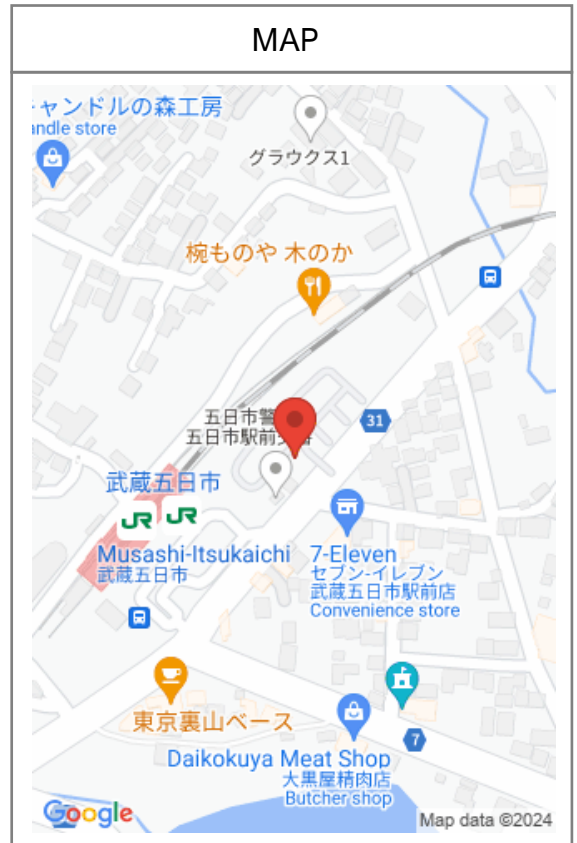 MAP
ャンドルの森工房
andle store
グラウクス1
椀ものや 木のか
31
五日市警
五日市駅前
武蔵五日市
JR JR
Musashi-Itsukaichi
武蔵五日市
7-Eleven
セブン-イレブン
武蔵五日市駅前店
Convenience store
東京裏山ベース
7
Daikokuya Meat Shop
大黒屋精肉店
Butcher shop
Google
Map data ©2024